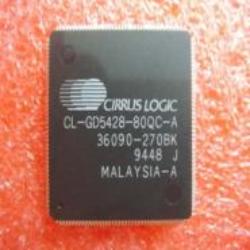 CIRRUS LOGIC
CL-GD5428-80QC-A
36090-270BK
9448 J
MALAYSIA-A